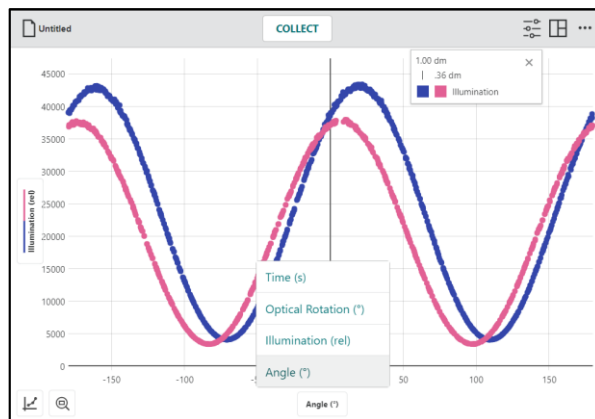 Untitled
COLLECT
1.00 dm
.36 dm
Illumination
45000
40000
35000
30000
25000
20000
15000
10000
5000
0
Illumination (rel)
Time (s)
Optical Rotation (°)
Illumination (rel)
Angle (°)
-150
-100
50
100
150
Angle (°)